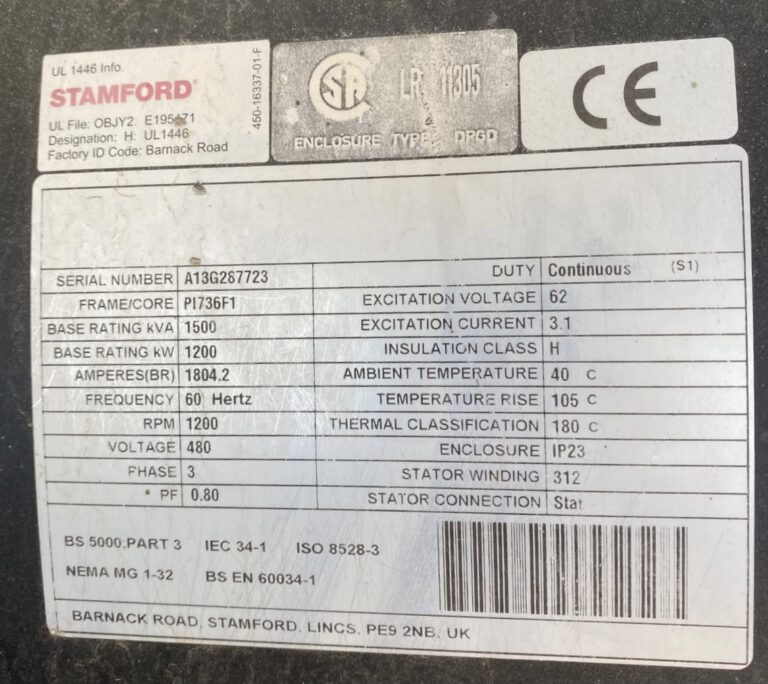 UL 1446 Info.
STAMFORD
UL File: OBJY2.
Designation: H: UL1446
Factory ID Code: Barnack Road
450-16337-01-F
LR 11305
ENCLOSURE TYPE DPGD
CE
SERIAL NUMBER A13G287723 DUTY Continuous (S1)
FRAME/CORE PI736F1 EXCITATION VOLTAGE 62
BASE RATING kVA 1500 EXCITATION CURRENT 3.1
BASE RATING kW 1200 INSULATION CLASS H
AMPERES(BR) 1804.2 AMBIENT TEMPERATURE 40 C
FREQUENCY 60 Hertz TEMPERATURE RISE 105 C
RPM 1200 THERMAL CLASSIFICATION 180 C
VOLTAGE 480 ENCLOSURE IP23
PHASE 3 STATOR WINDING 312
PF 0.80 STATOR CONNECTION Star
BS 5000,PART 3 IEC 34-1 ISO 8528-3
NEMA MG 1-32 BS EN 60034-1
BARNACK ROAD, STAMFORD, LINCS. PE9 2NB, UK